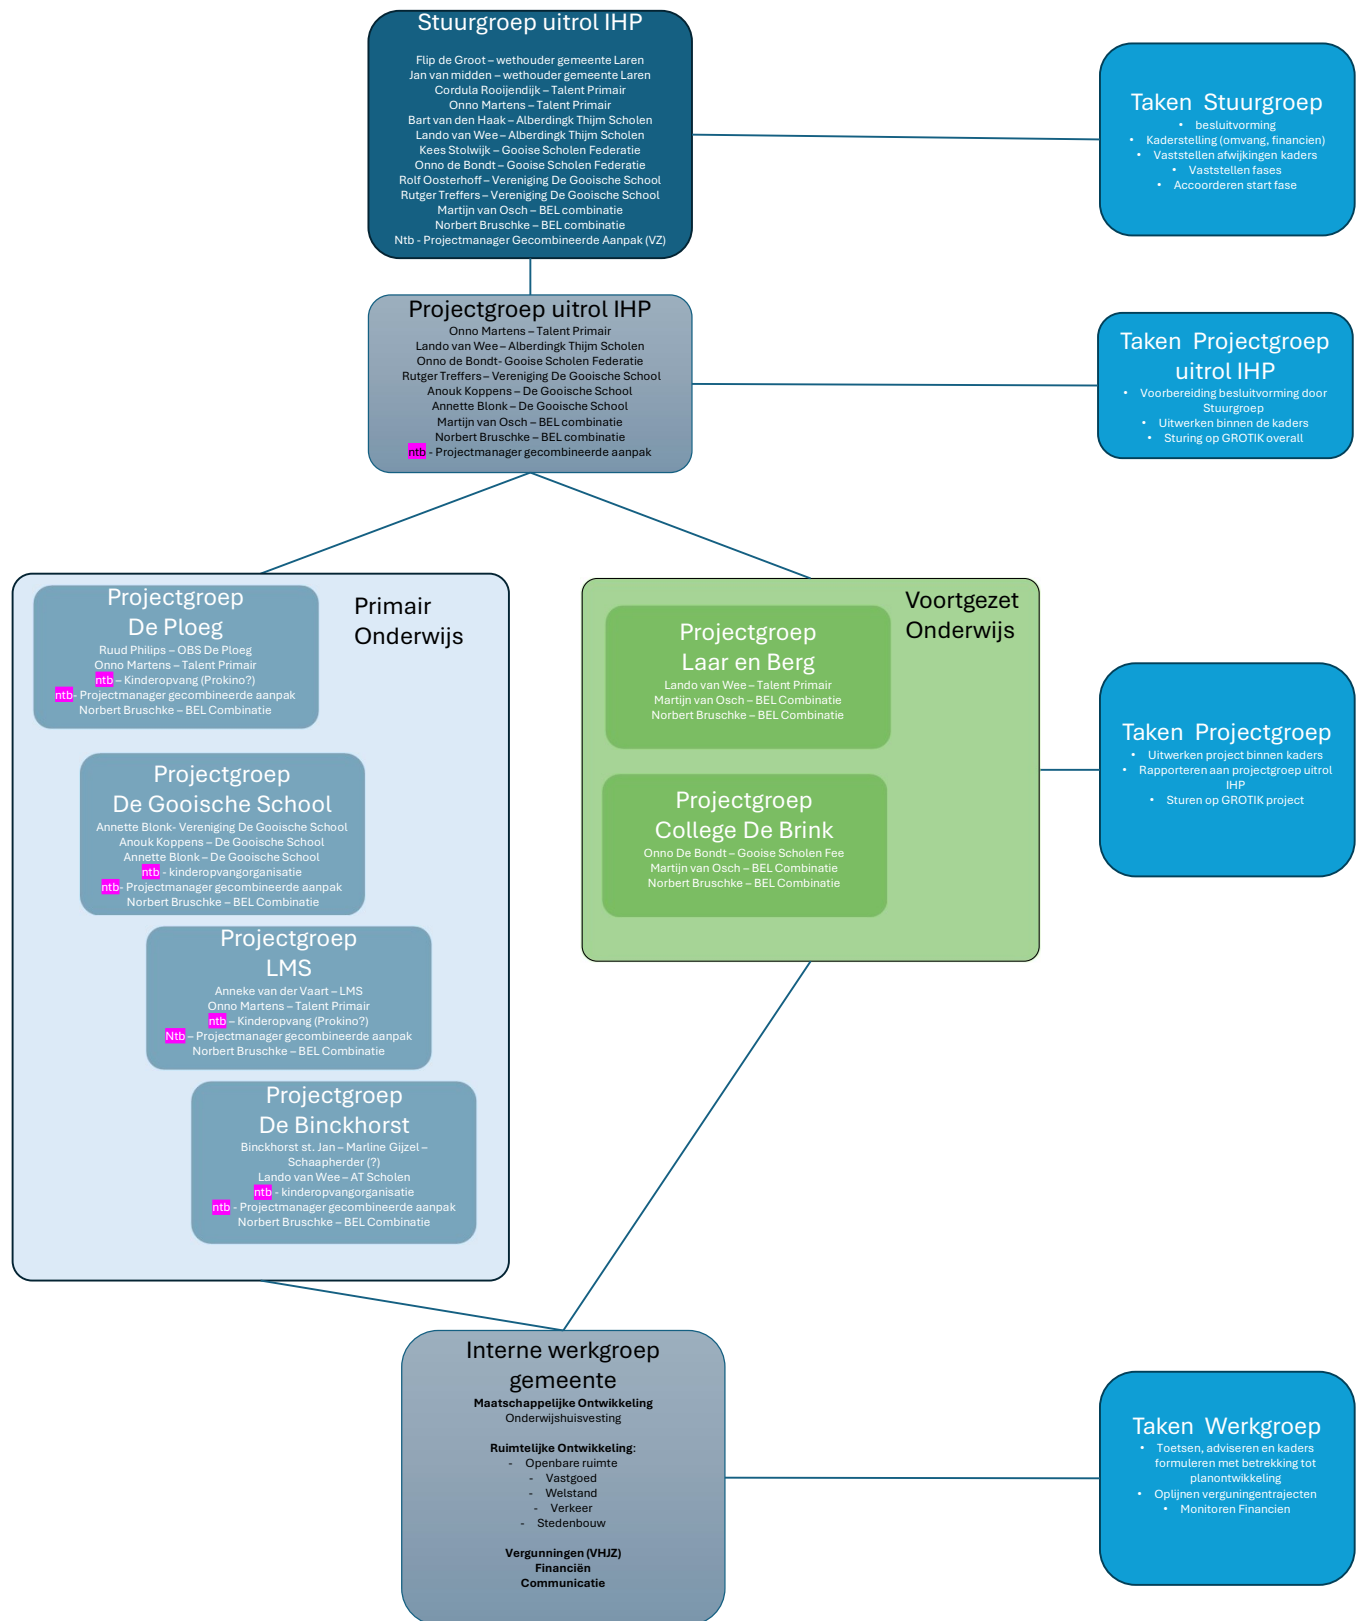 Stuurgroep uitrol IHP
Flip de Groot – wethouder gemeente Laren
Jan van midden – wethouder gemeente Laren
Cordula Rooijendijk – Talent Primair
Onno Martens – Talent Primair
Bart van den Haak – Alberdingk Thijm Scholen
Lando van Wee – Alberdingk Thijm Scholen
Kees Stolwijk – Gooise Scholen Federatie
Onno de Bondt – Gooise Scholen Federatie
Rolf Oosterhoff – Vereniging De Gooische School
Rutger Treffers – Vereniging De Gooische School
Martijn van Osch – BEL combinatie
Norbert Bruschke – BEL combinatie
Ntb - Projectmanager Gecombineerde Aanpak (VZ)
Taken Stuurgroep
• besluitvorming
• Kaderstelling (omvang, financien)
• Vaststellen afwijkingen kaders
• Vaststellen fases
• Accoorderen start fase
Projectgroep uitrol IHP
Onno Martens – Talent Primair
Lando van Wee – Alberdingk Thijm Scholen
Onno de Bondt- Gooise Scholen Federatie
Rutger Treffers – Vereniging De Gooische School
Anouk Koppens – De Gooische School
Annette Blonk – De Gooische School
Martijn van Osch – BEL combinatie
Norbert Bruschke – BEL combinatie
ntb - Projectmanager gecombineerde aanpak
Taken Projectgroep
uitrol IHP
• Voorbereiding besluitvorming door
Stuurgroep
• Uitwerken binnen de kaders
• Sturing op GROTIK overall
Primair
Onderwijs
Projectgroep
De Ploeg
Ruud Philips – OBS De Ploeg
Onno Martens – Talent Primair
ntb – Kinderopvang (Prokino?)
ntb- Projectmanager gecombineerde aanpak
Norbert Bruschke – BEL Combinatie
Projectgroep
De Gooische School
Annette Blonk- Vereniging De Gooische School
Anouk Koppens – De Gooische School
Annette Blonk – De Gooische School
ntb - kinderopvangorganisatie
ntb- Projectmanager gecombineerde aanpak
Norbert Bruschke – BEL Combinatie
Projectgroep
LMS
Anneke van der Vaart – LMS
Onno Martens – Talent Primair
ntb – Kinderopvang (Prokino?)
Ntb – Projectmanager gecombineerde aanpak
Norbert Bruschke – BEL Combinatie
Projectgroep
De Binckhorst
Binckhorst st. Jan – Marline Gijzel –
Schaapherder (?)
Lando van Wee – AT Scholen
ntb - kinderopvangorganisatie
ntb - Projectmanager gecombineerde aanpak
Norbert Bruschke – BEL Combinatie
Voortgezet
Onderwijs
Projectgroep
Laar en Berg
Lando van Wee – Talent Primair
Martijn van Osch – BEL Combinatie
Norbert Bruschke – BEL Combinatie
Projectgroep
College De Brink
Onno De Bondt – Gooise Scholen Fee
Martijn van Osch – BEL Combinatie
Norbert Bruschke – BEL Combinatie
Taken Projectgroep
• Uitwerken project binnen kaders
• Rapporteren aan projectgroep uitrol
IHP
• Sturen op GROTIK project
Interne werkgroep
gemeente
Maatschappelijke Ontwikkeling
Onderwijshuisvesting
Ruimtelijke Ontwikkeling:
- Openbare ruimte
- Vastgoed
- Welstand
- Verkeer
- Stedenbouw
Vergunningen (VHJZ)
Financiën
Communicatie
Taken Werkgroep
• Toetsen, adviseren en kaders
formuleren met betrekking tot
planontwikkeling
• Oplijnen verguningentrajecten
• Monitoren Financien